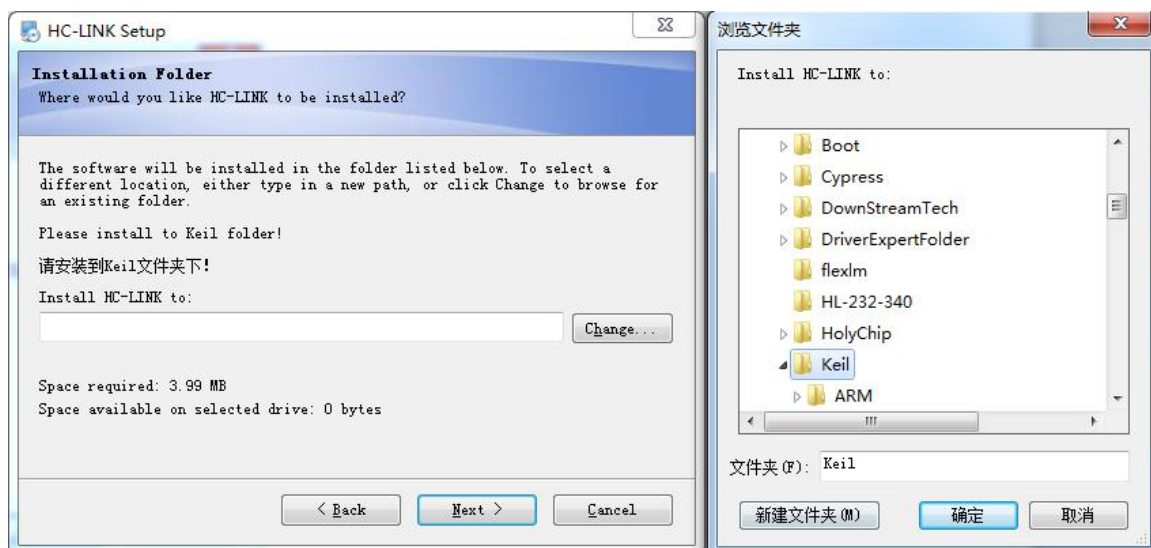 HC-LINK Setup
Installation Folder
Where would you like HC-LINK to be installed?
The software will be installed in the folder listed below. To select a
different location, either type in a new path, or click Change to browse for
an existing folder.
Please install to Keil folder!
请安装到Keil文件夹下!
Install HC-LINK to:
Change...
Space required: 3.99 MB
Space available on selected drive: 0 bytes
< Back
Next >
Cancel
浏览文件夹
Install HC-LINK to:
Boot
Cypress
DownStreamTech
DriverExpertFolder
flexlm
HL-232-340
HolyChip
Keil
ARM
文件夹(F): Keil
新建文件夹(M)
确定
取消